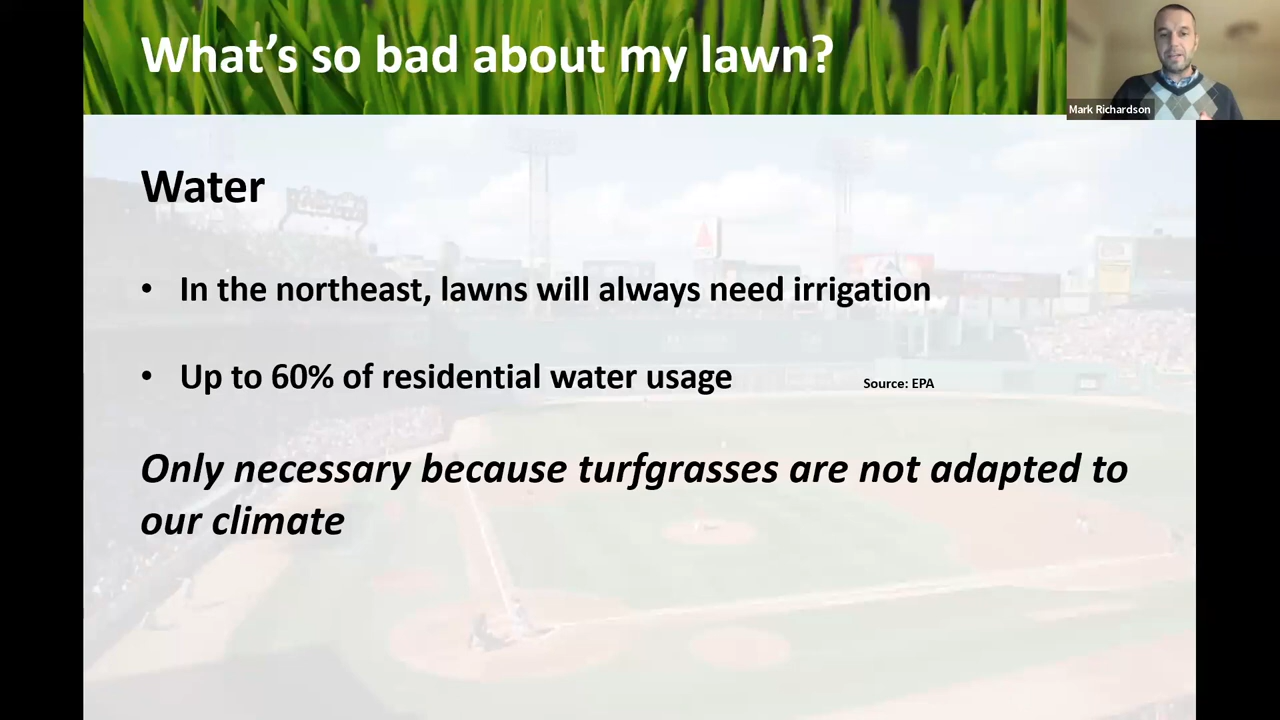 What's so bad about my lawn?
Mark Richardson
Water
• In the northeast, lawns will always need irrigation
• Up to 60% of residential water usage
Source: EPA
Only necessary because turfgrasses are not adapted to
our climate